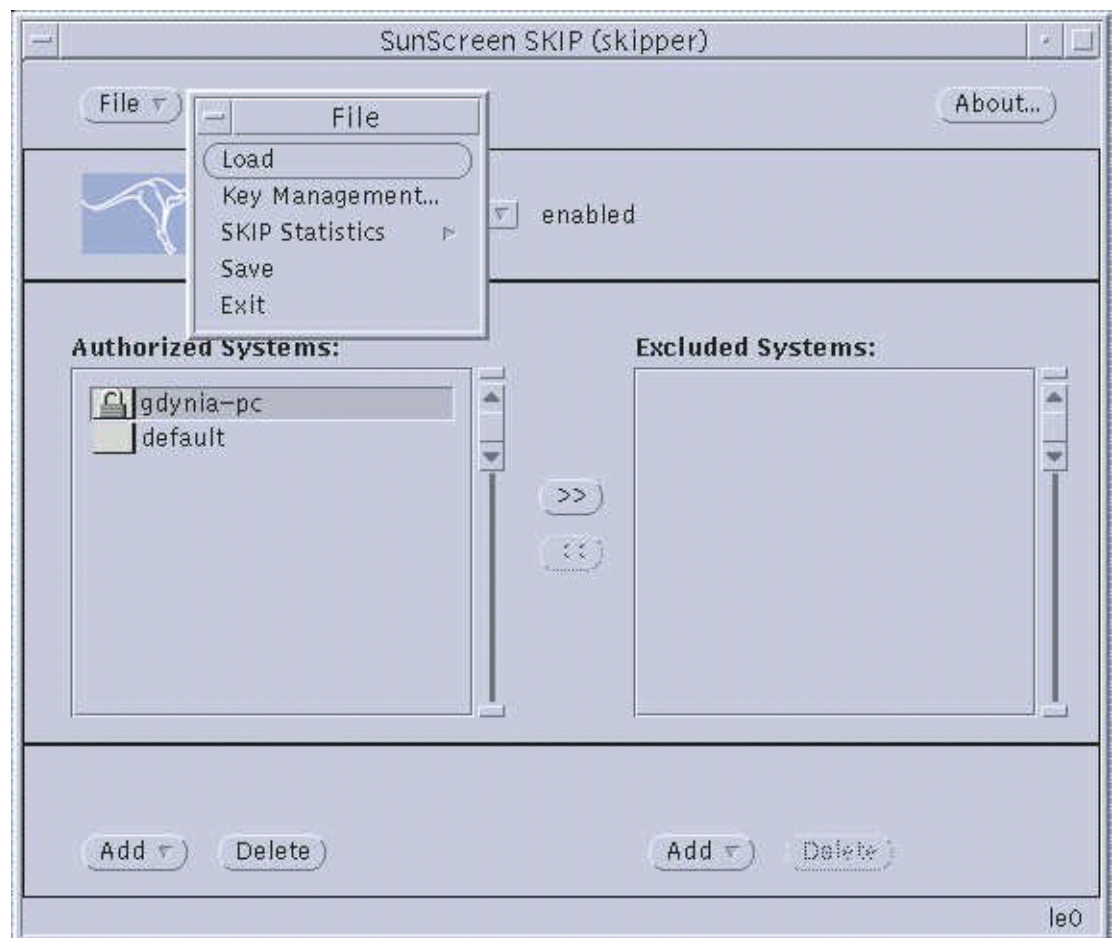 SunScreen SKIP (skipper)
File
About...
File
Load
Key Management...
SKIP Statistics
Save
Exit
enabled
Authorized Systems:
Excluded Systems:
gdynia-pc
default
>>
<<
Add
Delete
Add
Delete
le0